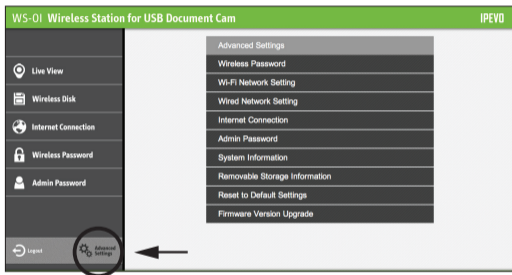 WS-01 Wireless Station for USB Document Cam
IPEVO
Live View
Wireless Disk
Internet Connection
Wireless Password
Admin Password
Logout
Advanced
Settings
Advanced Settings
Wireless Password
Wi-Fi Network Setting
Wired Network Setting
Internet Connection
Admin Password
System Information
Removable Storage Information
Reset to Default Settings
Firmware Version Upgrade